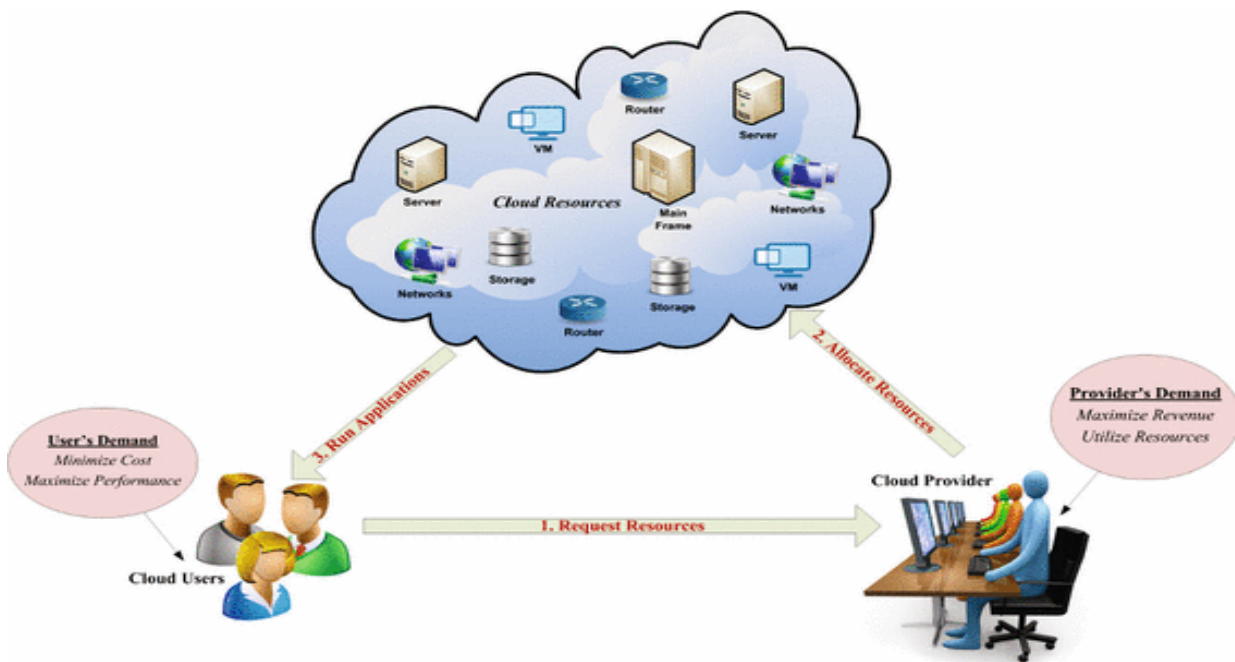 Router
Server
VM
Server
Cloud Resources
Main
Frame
Networks
Networks
Storage
Storage
VM
Router
2. Allocate Resources
3. Run Applications
Provider's Demand
Maximize Revenue
Utilize Resources
User's Demand
Minimize Cost
Maximize Performance
Cloud Provider
1. Request Resources
Cloud Users